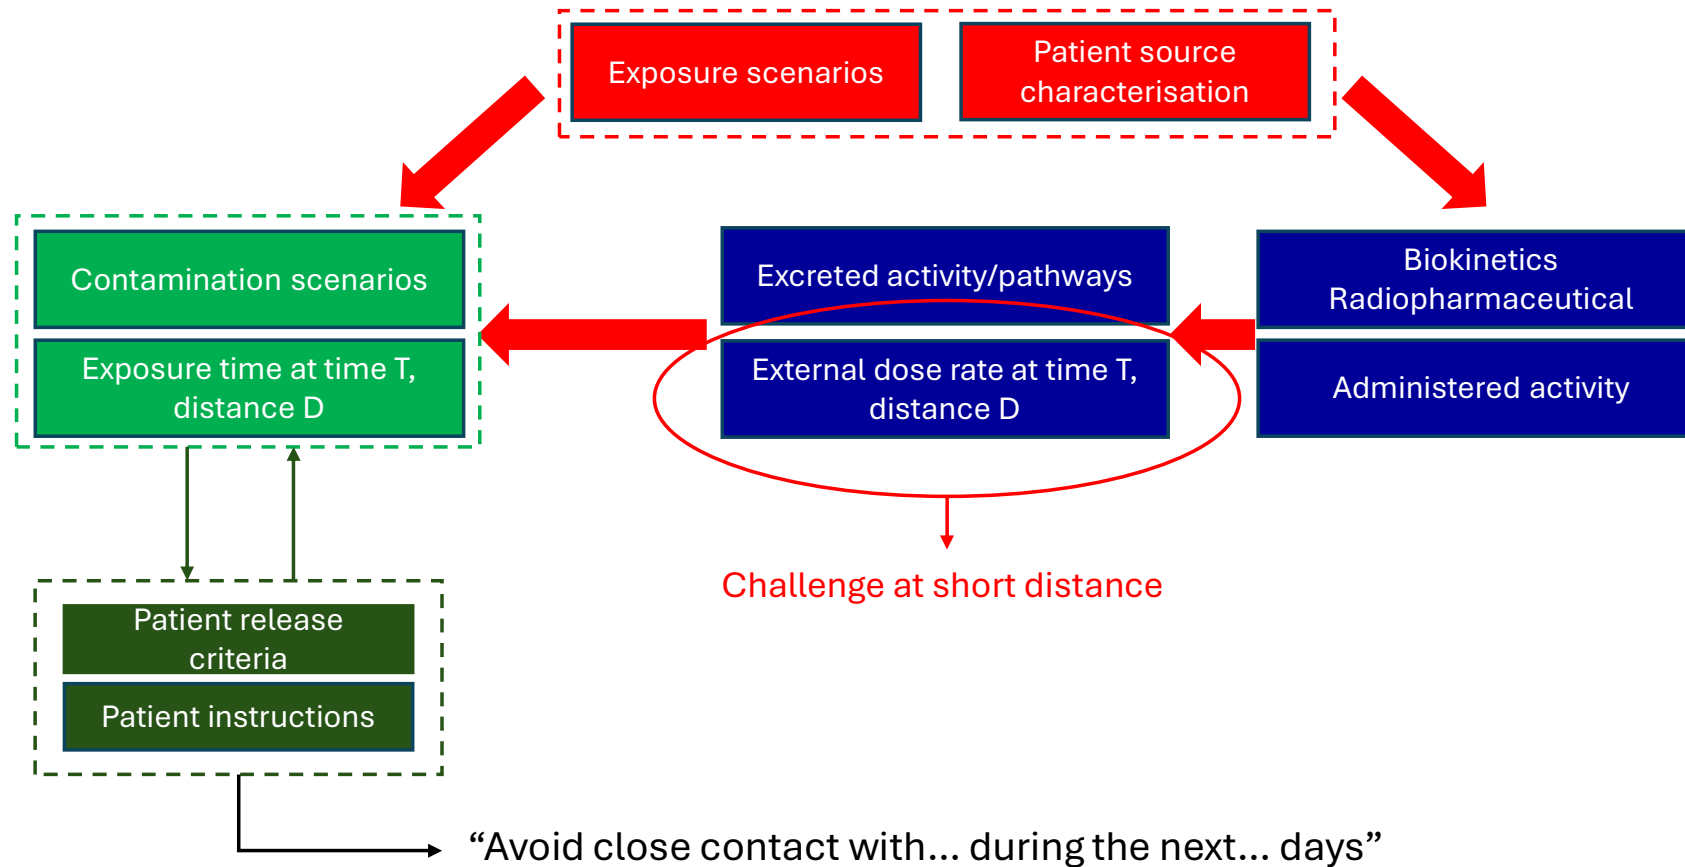 Exposure scenarios
Patient source
characterisation
Contamination scenarios
Exposure time at time T,
distance D
Excreted activity/pathways
External dose rate at time T,
distance D
Biokinetics
Radiopharmaceutical
Administered activity
Challenge at short distance
Patient release
criteria
Patient instructions
“Avoid close contact with... during the next... days”